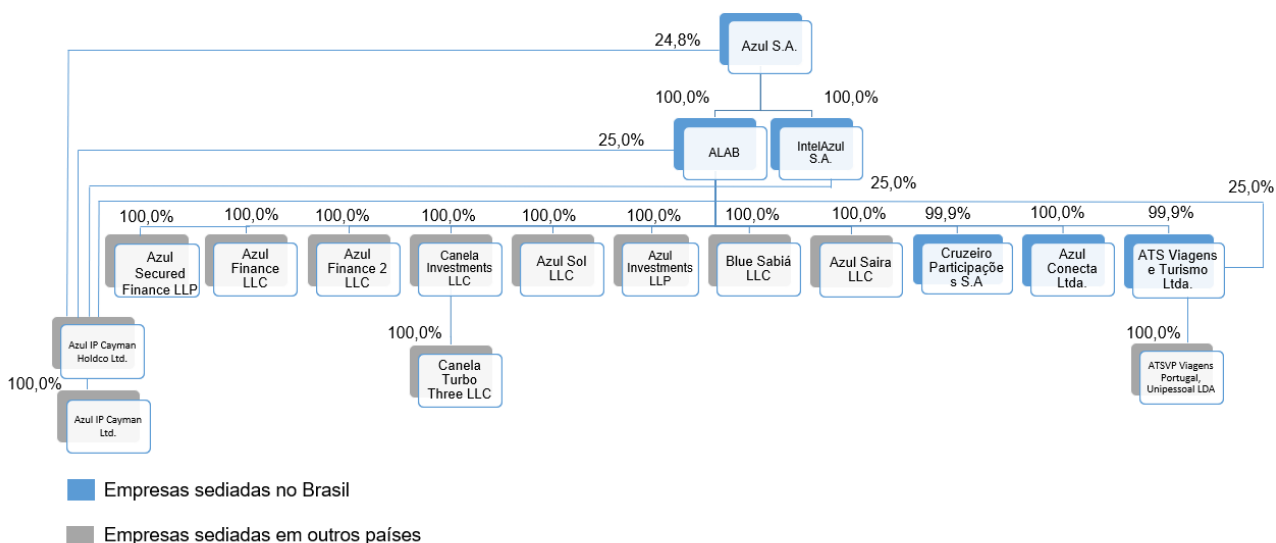 24,8%
Azul S.A.
100,0%
100,0%
25,0%
ALAB
IntelAzul
S.A.
25,0%
25,0%
100,0%
100,0%
100,0%
100,0%
100,0%
100,0%
100,0%
100,0%
99,9%
100,0%
99,9%
Azul
Secured
Finance LLP
Azul
Finance
LLC
Azul
Finance 2
LLC
Canela
Investments
LLC
Azul Sol
LLC
Azul
Investments
LLP
Blue Sabiá
LLC
Azul Saira
LLC
Cruzeiro
Participaçõe
s S.A
Azul
Conecta
Ltda.
ATS Viagens
e Turismo
Ltda.
Azul IP Cayman
Holdco Ltd.
100,0%
Canela
Turbo
Three LLC
100,0%
ATSVP Viagens
Portugal,
Unipessoal LDA
100,0%
Azul IP Cayman
Ltd.
Empresas sediadas no Brasil
Empresas sediadas em outros países